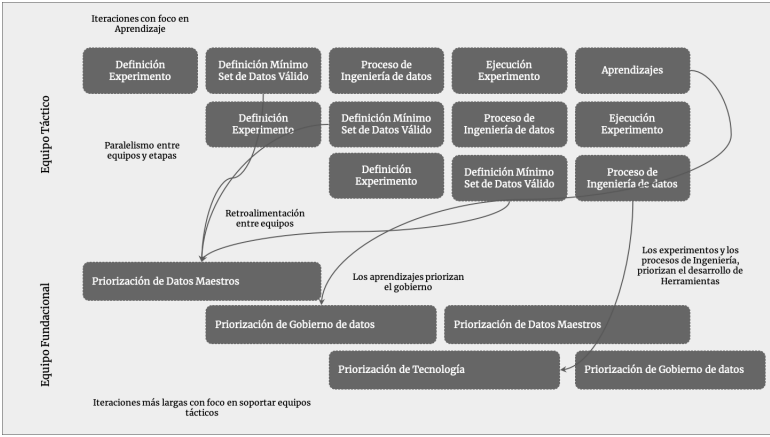 Iteraciones con foco en
Aprendizaje
Equipo Táctico
Definición
Experimento
Definición Mínimo
Set de Datos Válido
Proceso de
Ingeniería de datos
Ejecución
Experimento
Aprendizajes
Definición
Experimento
Definición Mínimo
Set de Datos Válido
Proceso de
Ingeniería de datos
Ejecución
Experimento
Paralelismo entre
equipos y etapas
Definición
Experimento
Definición Mínimo
Set de Datos Válido
Proceso de
Ingeniería de datos
Retroalimentación
entre equipos
Los experimentos y los
procesos de Ingeniería,
priorizan el desarrollo de
Herramientas
Los aprendizajes priorizan
el gobierno
Equipo Fundacional
Priorización de Datos Maestros
Priorización de Gobierno de datos
Priorización de Datos Maestros
Priorización de Tecnología
Priorización de Gobierno de datos
Iteraciones más largas con foco en soportar equipos
tácticos